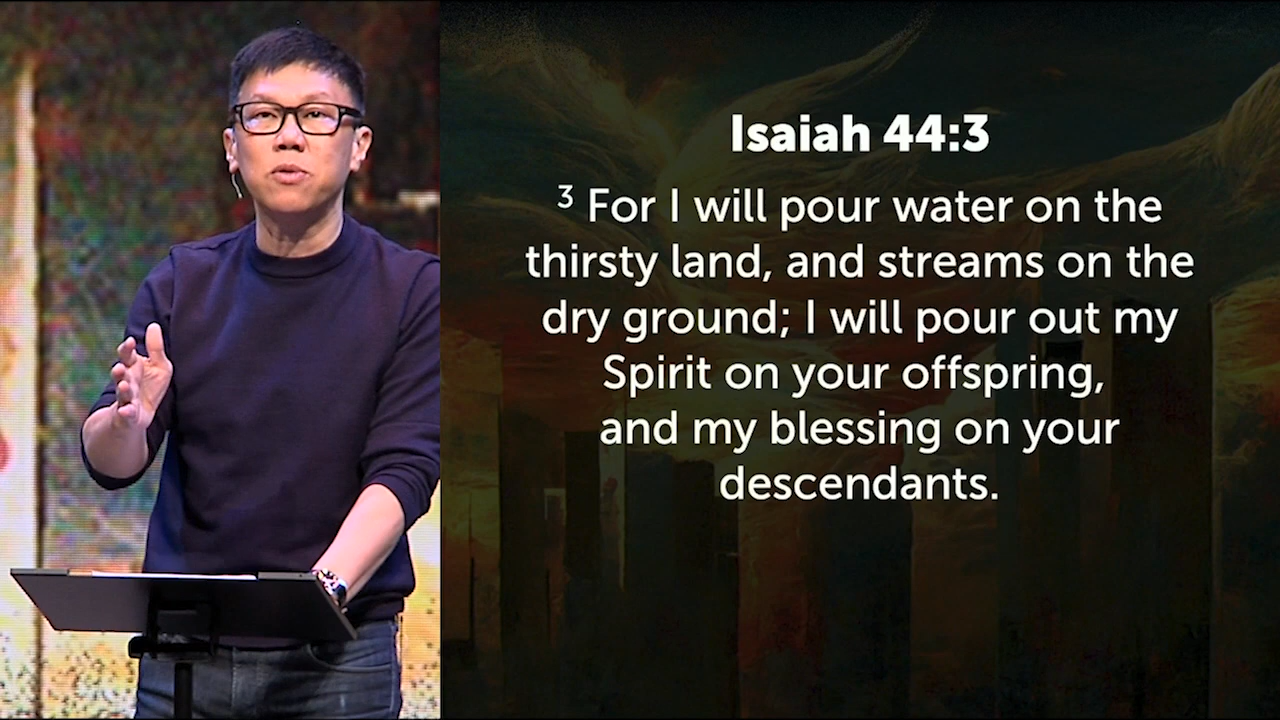 Isaiah 44:3
3 For I will pour water on the
thirsty land, and streams on the
dry ground; I will pour out my
Spirit on your offspring,
and my blessing on your
descendants.